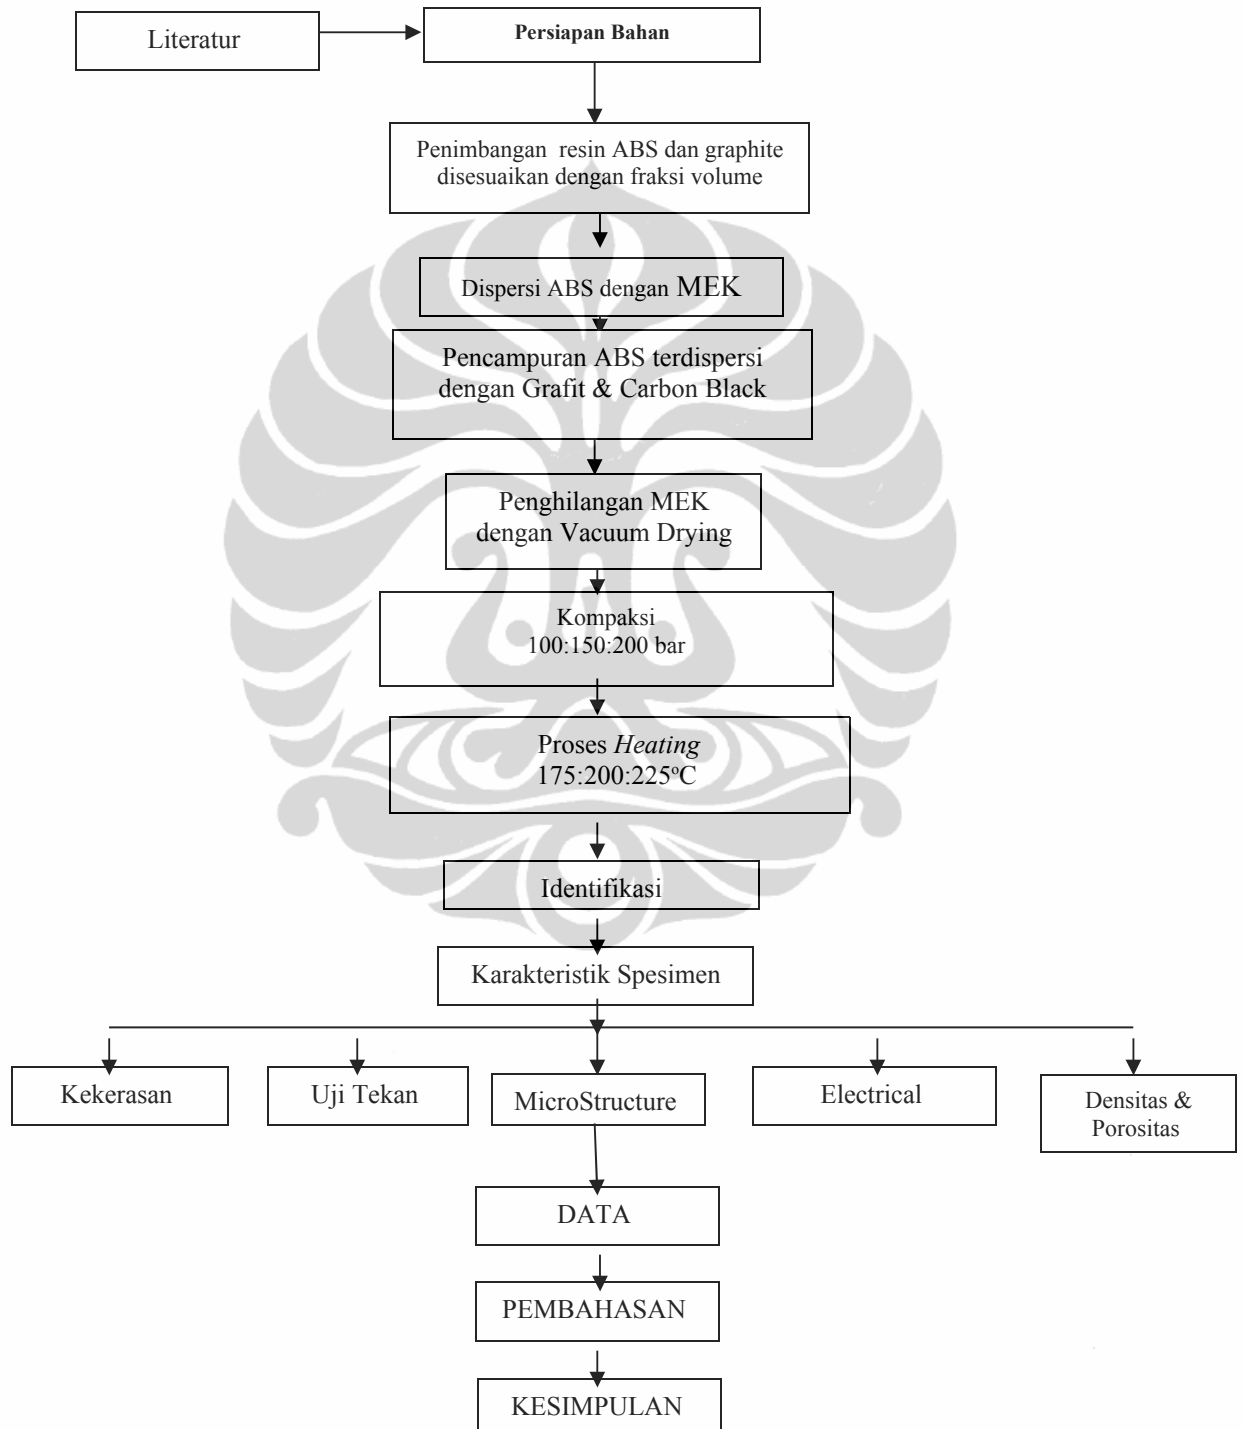 Literatur
Persiapan Bahan
Penimbangan resin ABS dan graphite
disesuaikan dengan fraksi volume
Dispersi ABS dengan MEK
Pencampuran ABS terdispersi
dengan Grafit & Carbon Black
Penghilangan MEK
dengan Vacuum Drying
Kompaksi
100:150:200 bar
Proses Heating
175:200:225ºC
Identifikasi
Karakteristik Spesimen
Kekerasan
Uji Tekan
MicroStructure
Electrical
Densitas &
Porositas
DATA
PEMBAHASAN
KESIMPULAN